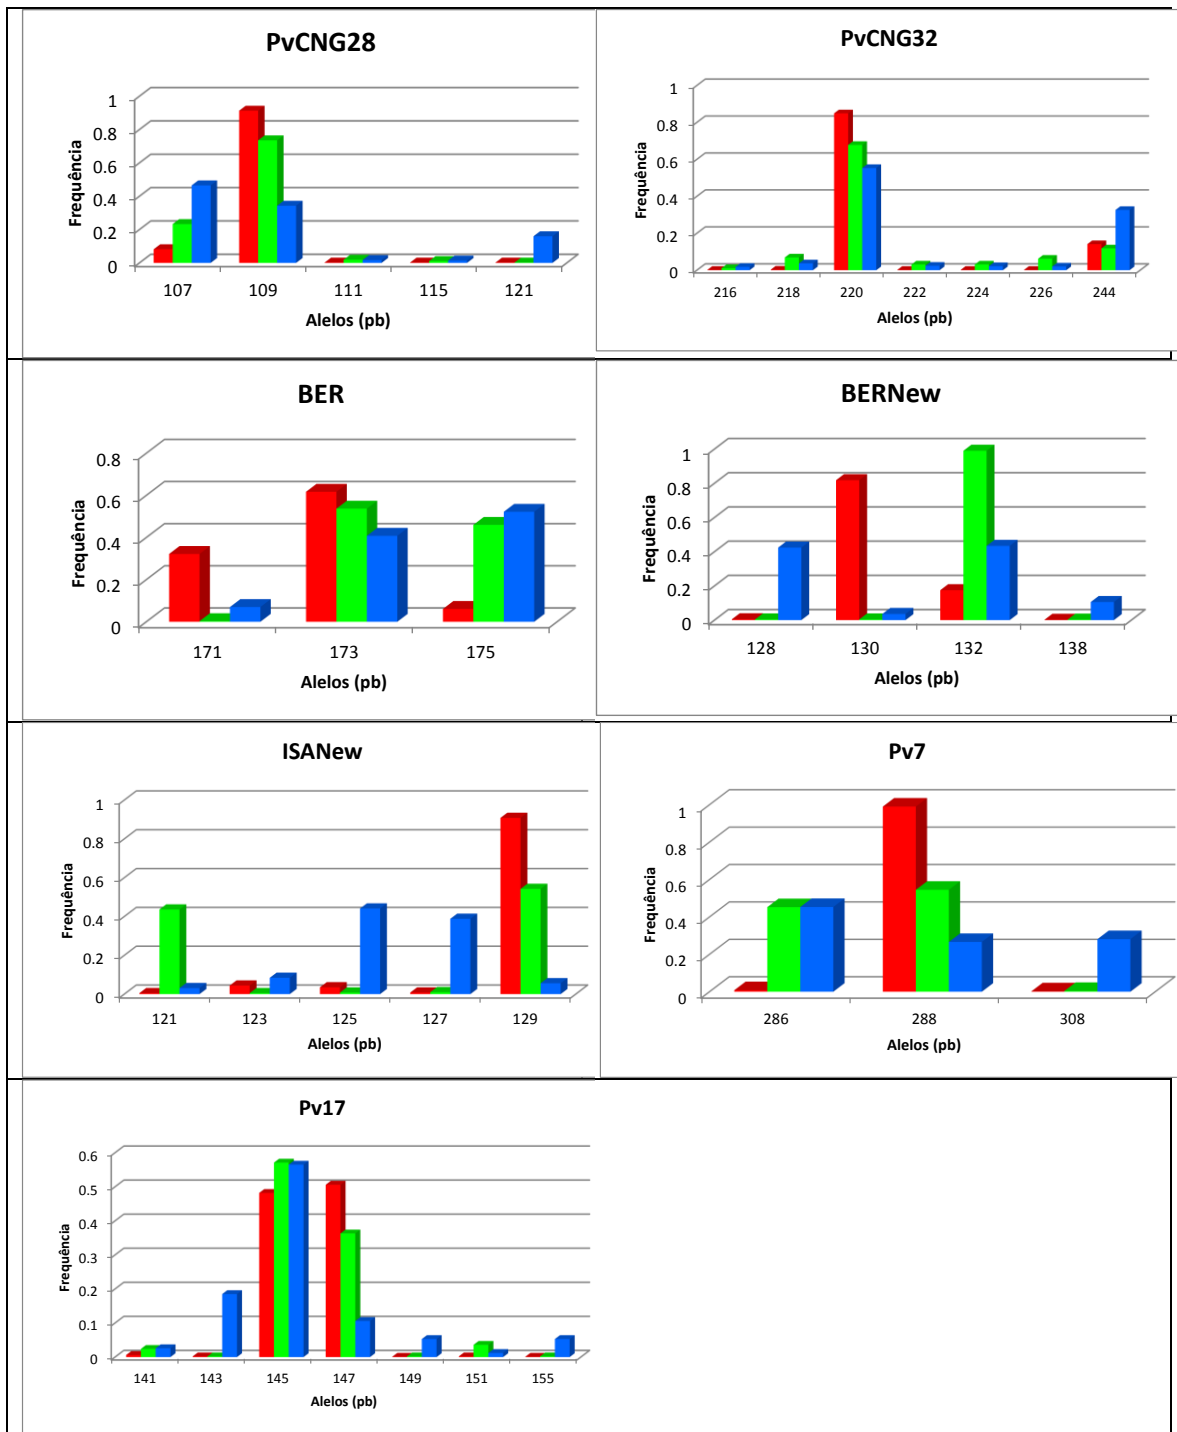 PvCNG28
Frequência
1
0.8
0.6
0.4
0.2
0
107 109 111 115 121
Alelos (pb)
PvCNG32
Frequência
1
0.8
0.6
0.4
0.2
0
216 218 220 222 224 226 244
Alelos (pb)
BER
Frequência
0.8
0.6
0.4
0.2
0
171 173 175
Alelos (pb)
BERNew
Frequência
1
0.8
0.6
0.4
0.2
0
128 130 132 138
Alelos (pb)
ISANew
Frequência
1
0.8
0.6
0.4
0.2
0
121 123 125 127 129
Alelos (pb)
Pv7
Frequência
1
0.8
0.6
0.4
0.2
0
286 288 308
Alelos (pb)
Pv17
Frequência
0.6
0.5
0.4
0.3
0.2
0.1
0
141 143 145 147 149 151 155
Alelos (pb)